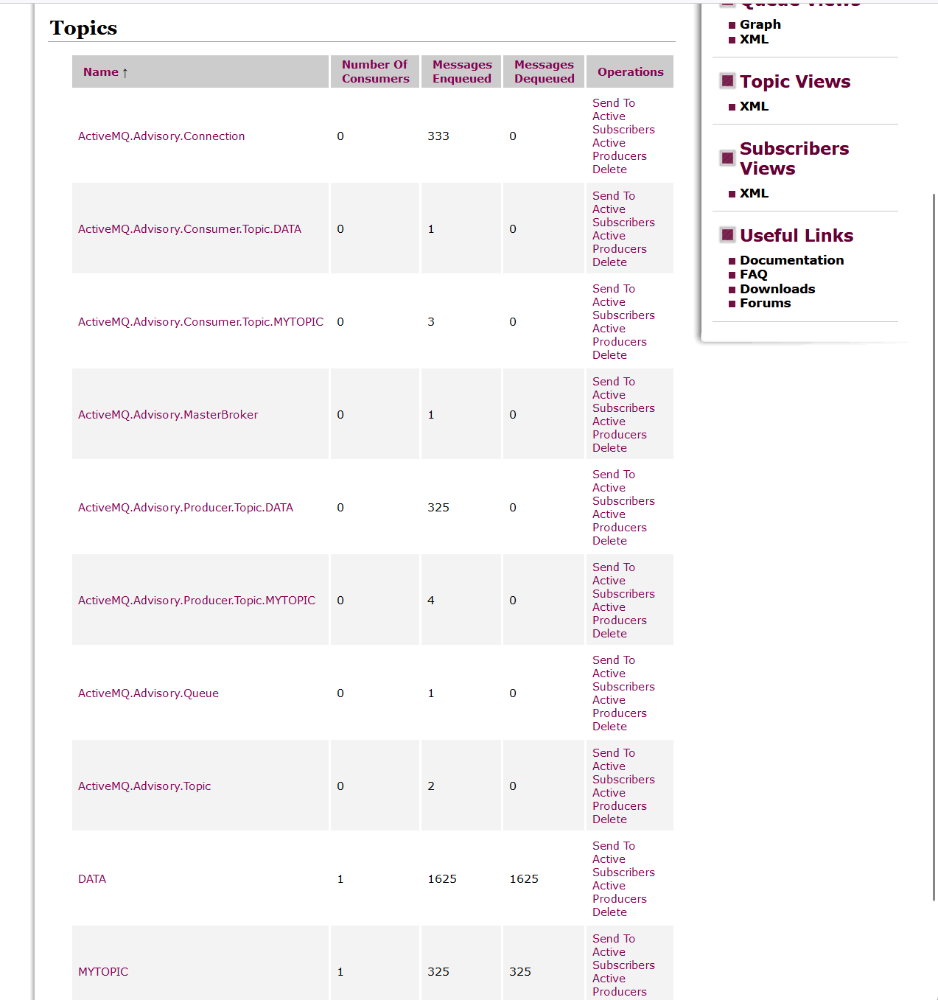 Topics
Name ↑
Number Of
Consumers
Messages
Enqueued
Messages
Dequeued
Operations
ActiveMQ.Advisory.Connection 0 333 0
Send To
Active
Subscribers
Active
Producers
Delete
ActiveMQ.Advisory.Consumer.Topic.DATA 0 1 0
Send To
Active
Subscribers
Active
Producers
Delete
ActiveMQ.Advisory.Consumer.Topic.MYTOPIC 0 3 0
Send To
Active
Subscribers
Active
Producers
Delete
ActiveMQ.Advisory.MasterBroker 0 1 0
Send To
Active
Subscribers
Active
Producers
Delete
ActiveMQ.Advisory.Producer.Topic.DATA 0 325 0
Send To
Active
Subscribers
Active
Producers
Delete
ActiveMQ.Advisory.Producer.Topic.MYTOPIC 0 4 0
Send To
Active
Subscribers
Active
Producers
Delete
ActiveMQ.Advisory.Queue 0 1 0
Send To
Active
Subscribers
Active
Producers
Delete
ActiveMQ.Advisory.Topic 0 2 0
Send To
Active
Subscribers
Active
Producers
Delete
DATA 1 1625 1625
Send To
Active
Subscribers
Active
Producers
Delete
MYTOPIC 1 325 325
Send To
Active
Subscribers
Active
Producers
Queue Views
Graph
XML
Topic Views
XML
Subscribers
Views
XML
Useful Links
Documentation
FAQ
Downloads
Forums